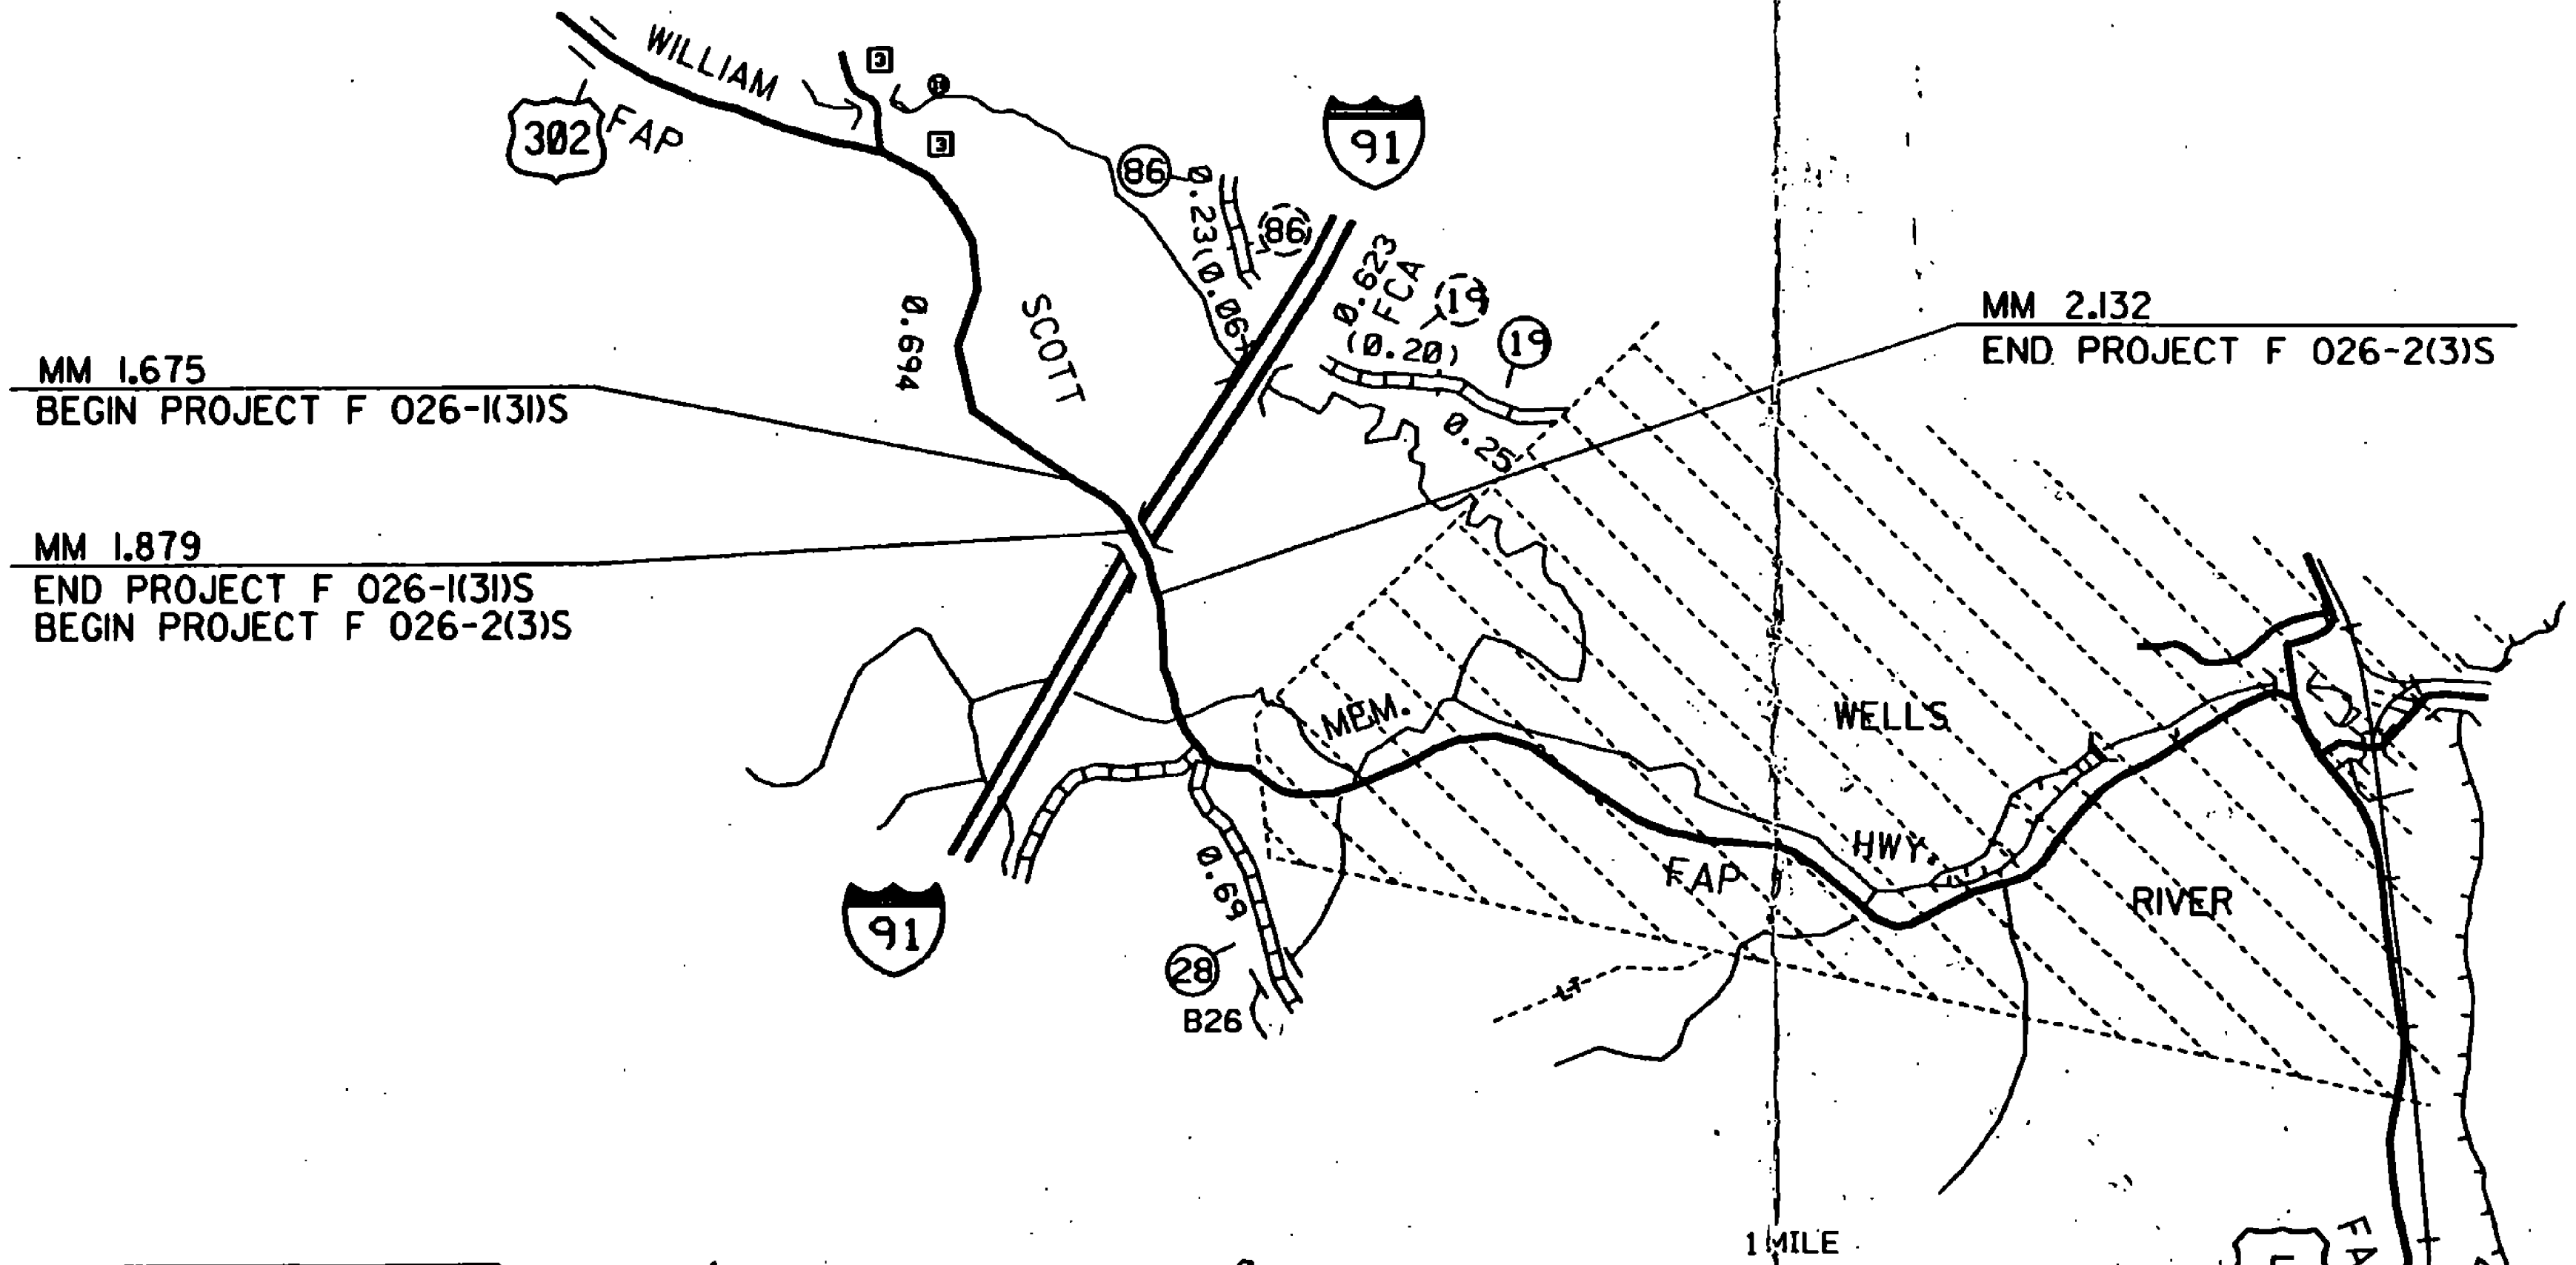 WILLIAM
302
FAP
3
3
86
0.23(0.06)
86
91
0.623
FCA
(0.20)
19
19
0.25
0.694
SCOTT
MM 1.675
BEGIN PROJECT F 026-1(31)S
MM 2.132
END PROJECT F 026-2(3)S
MM 1.879
END PROJECT F 026-1(31)S
BEGIN PROJECT F 026-2(3)S
MEM.
WELLS
HWY.
FAP
RIVER
0.69
91
28
B26
LT
1 MILE
FA